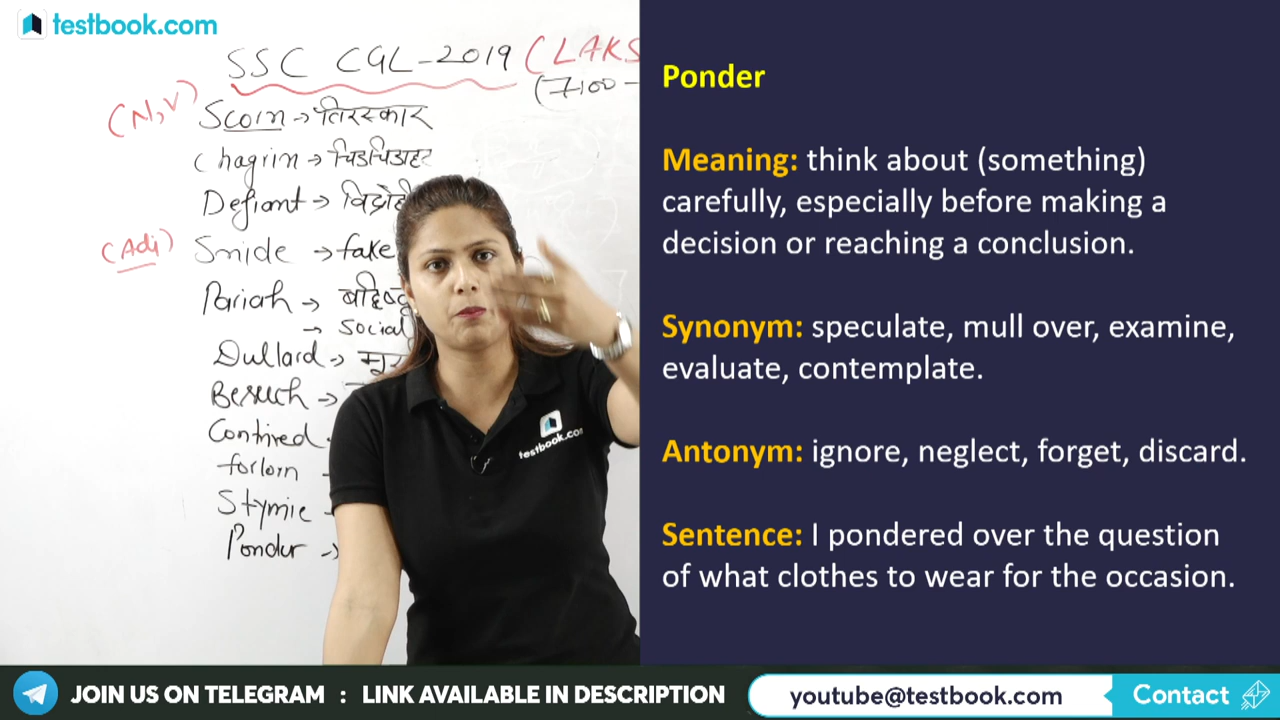 testbook.com
SSC CGL-2019 (LAKS
(7100-
(N,V) Scorn → तिरस्कार
Chagrin → चिडचिडाहट
Defiant →
(Adj) Snide → fake
Pariah →
→ social
Dullard →
Beseech →
Contrived
forlorn
Stymie
Ponder →
testbook.com
Ponder
Meaning: think about (something)
carefully, especially before making a
decision or reaching a conclusion.
Synonym: speculate, mull over, examine,
evaluate, contemplate.
Antonym: ignore, neglect, forget, discard.
Sentence: I pondered over the question
of what clothes to wear for the occasion.
JOIN US ON TELEGRAM : LINK AVAILABLE IN DESCRIPTION
youtube@testbook.com
Contact